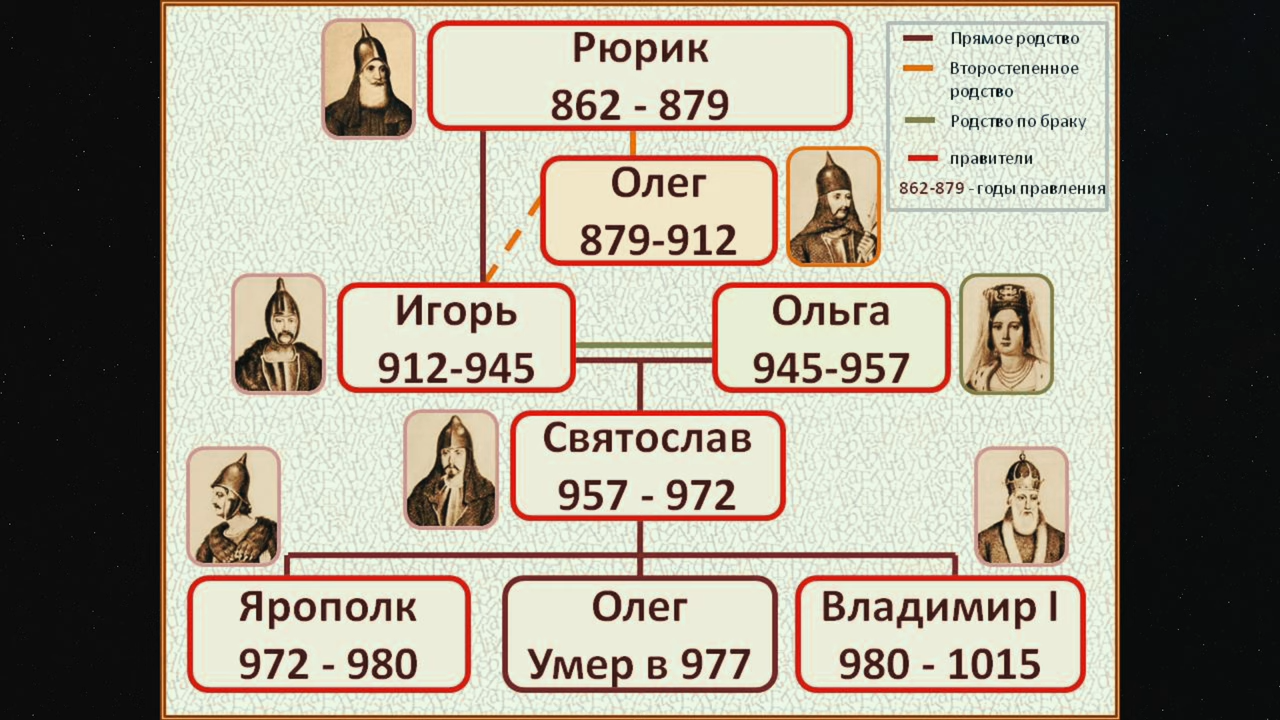 Рюрик
862 - 879
Прямое родство
Второстепенное
родство
Родство по браку
правители
862-879 - годы правления
Олег
879-912
Игорь
912-945
Ольга
945-957
Святослав
957 - 972
Ярополк
972 - 980
Олег
Умер в 977
Владимир I
980 - 1015